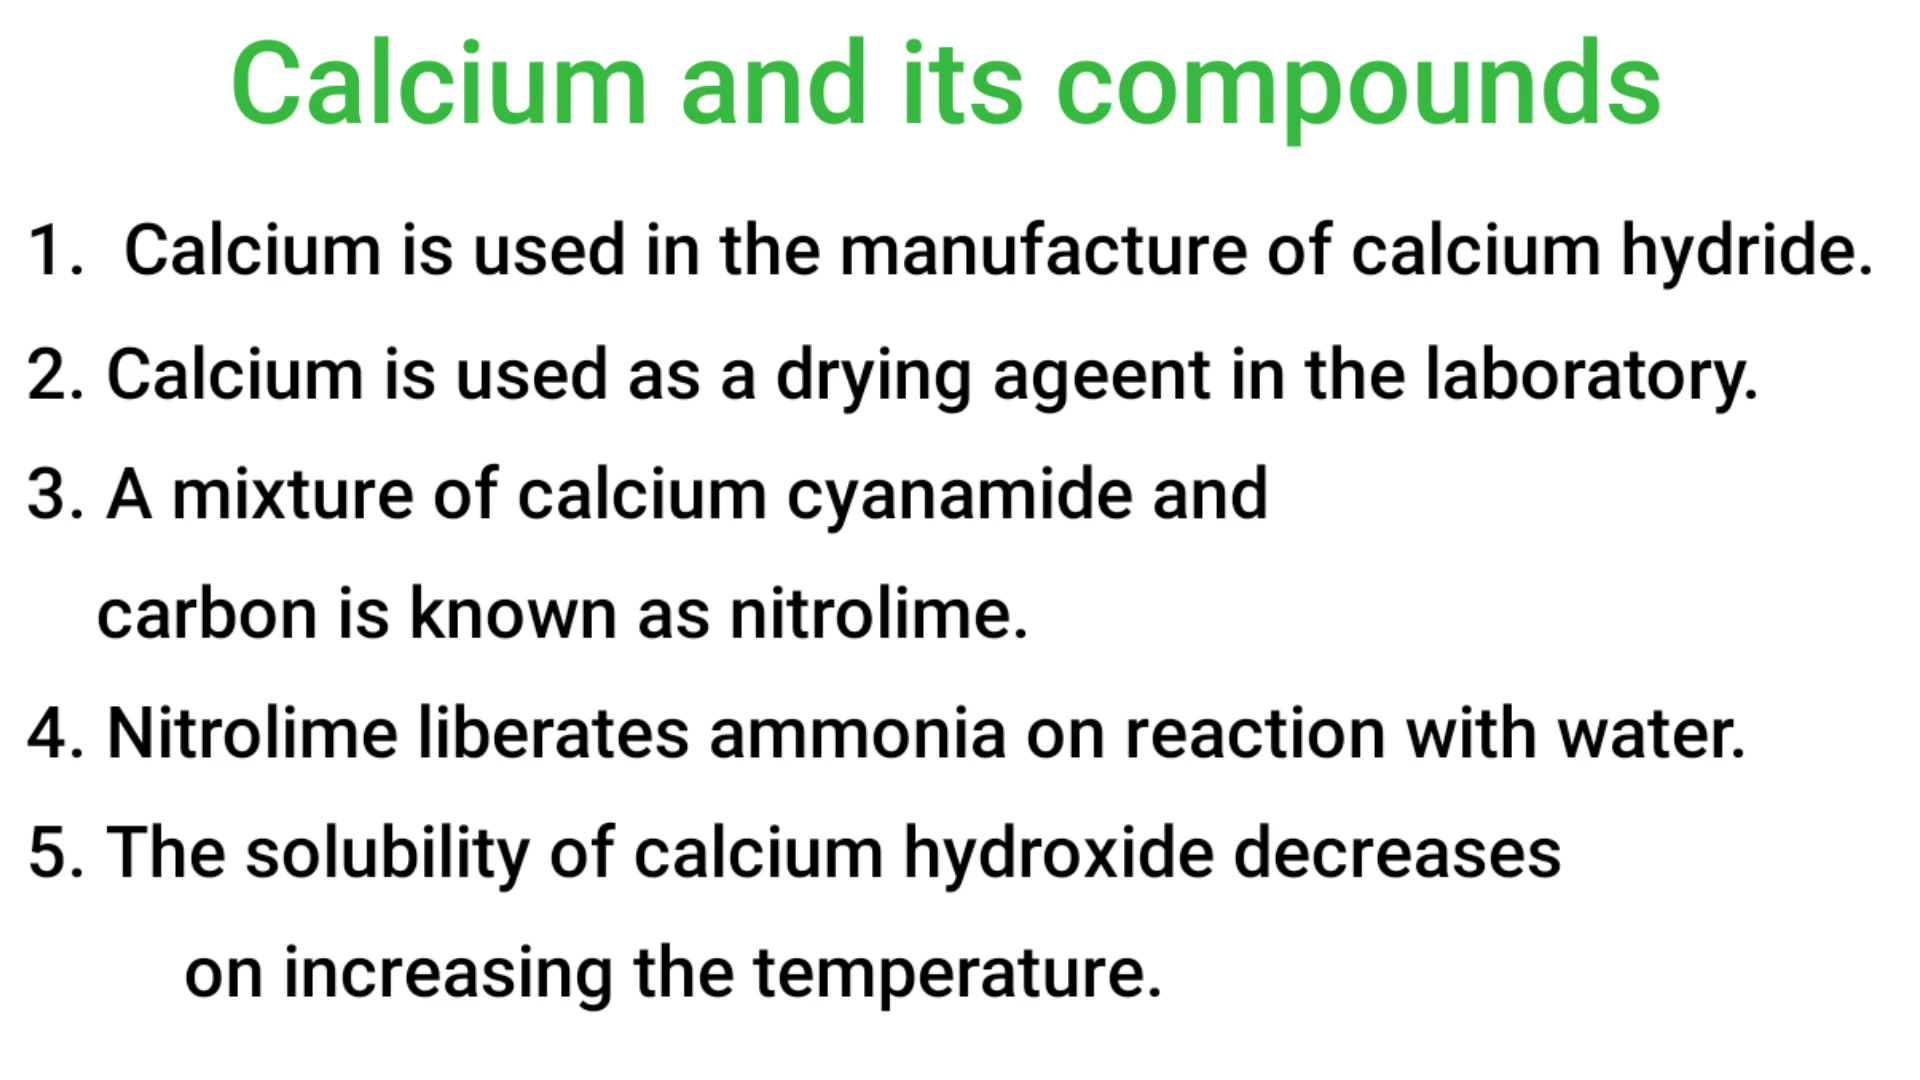 Calcium and its compounds
1. Calcium is used in the manufacture of calcium hydride.
2. Calcium is used as a drying ageent in the laboratory.
3. A mixture of calcium cyanamide and
carbon is known as nitrolime.
4. Nitrolime liberates ammonia on reaction with water.
5. The solubility of calcium hydroxide decreases
on increasing the temperature.